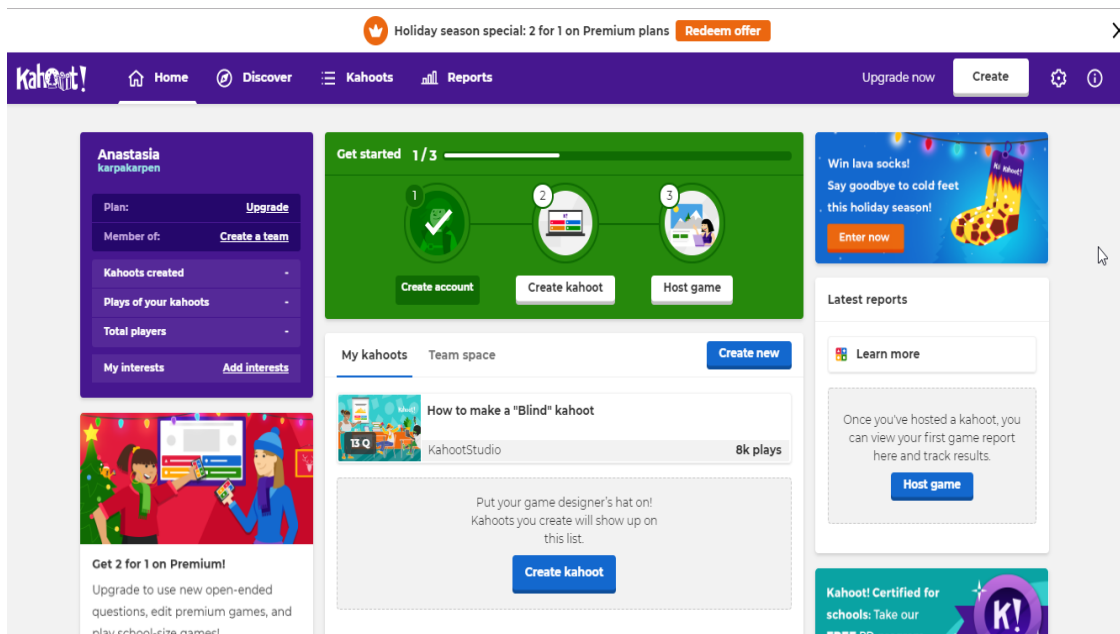 Holiday season special: 2 for 1 on Premium plans Redeem offer
Kahoot! Home Discover Kahoots Reports Upgrade now Create
Anastasia
karpakarpen
Plan: Upgrade
Member of: Create a team
Kahoots created -
Plays of your kahoots -
Total players -
My interests Add interests
Get 2 for 1 on Premium!
Upgrade to use new open-ended
questions, edit premium games, and
play school-size games!
Get started 1/3
1 2 3
Create account Create kahoot Host game
My kahoots Team space Create new
How to make a "Blind" kahoot
13 Q
KahootStudio 8k plays
Put your game designer's hat on!
Kahoots you create will show up on
this list.
Create kahoot
Win lava socks!
Say goodbye to cold feet
this holiday season!
Enter now
Latest reports
Learn more
Once you've hosted a kahoot, you
can view your first game report
here and track results.
Host game
Kahoot! Certified for
schools: Take our
FREE PD
K!